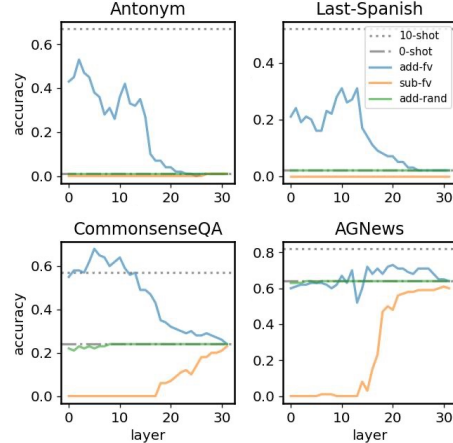 Antonym
accuracy
0.6
0.4
0.2
0.0
0
10
20
30
Last-Spanish
0.4
0.2
0.0
0
10
20
30
10-shot
0-shot
add-fv
sub-fv
add-rand
CommonsenseQA
accuracy
0.6
0.4
0.2
0.0
0
10
20
30
layer
AGNews
0.8
0.6
0.4
0.2
0.0
0
10
20
30
layer